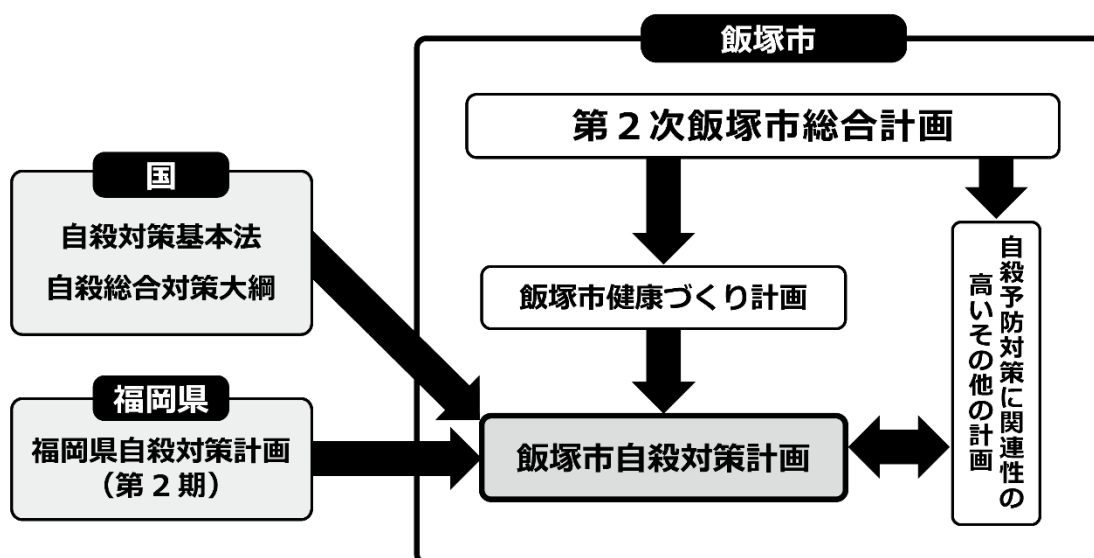 飯塚市
第２次飯塚市総合計画
国
自殺対策基本法
自殺総合対策大綱
飯塚市健康づくり計画
自殺予防対策に関連性の
高いその他の計画
福岡県
福岡県自殺対策計画
（第２期）
飯塚市自殺対策計画